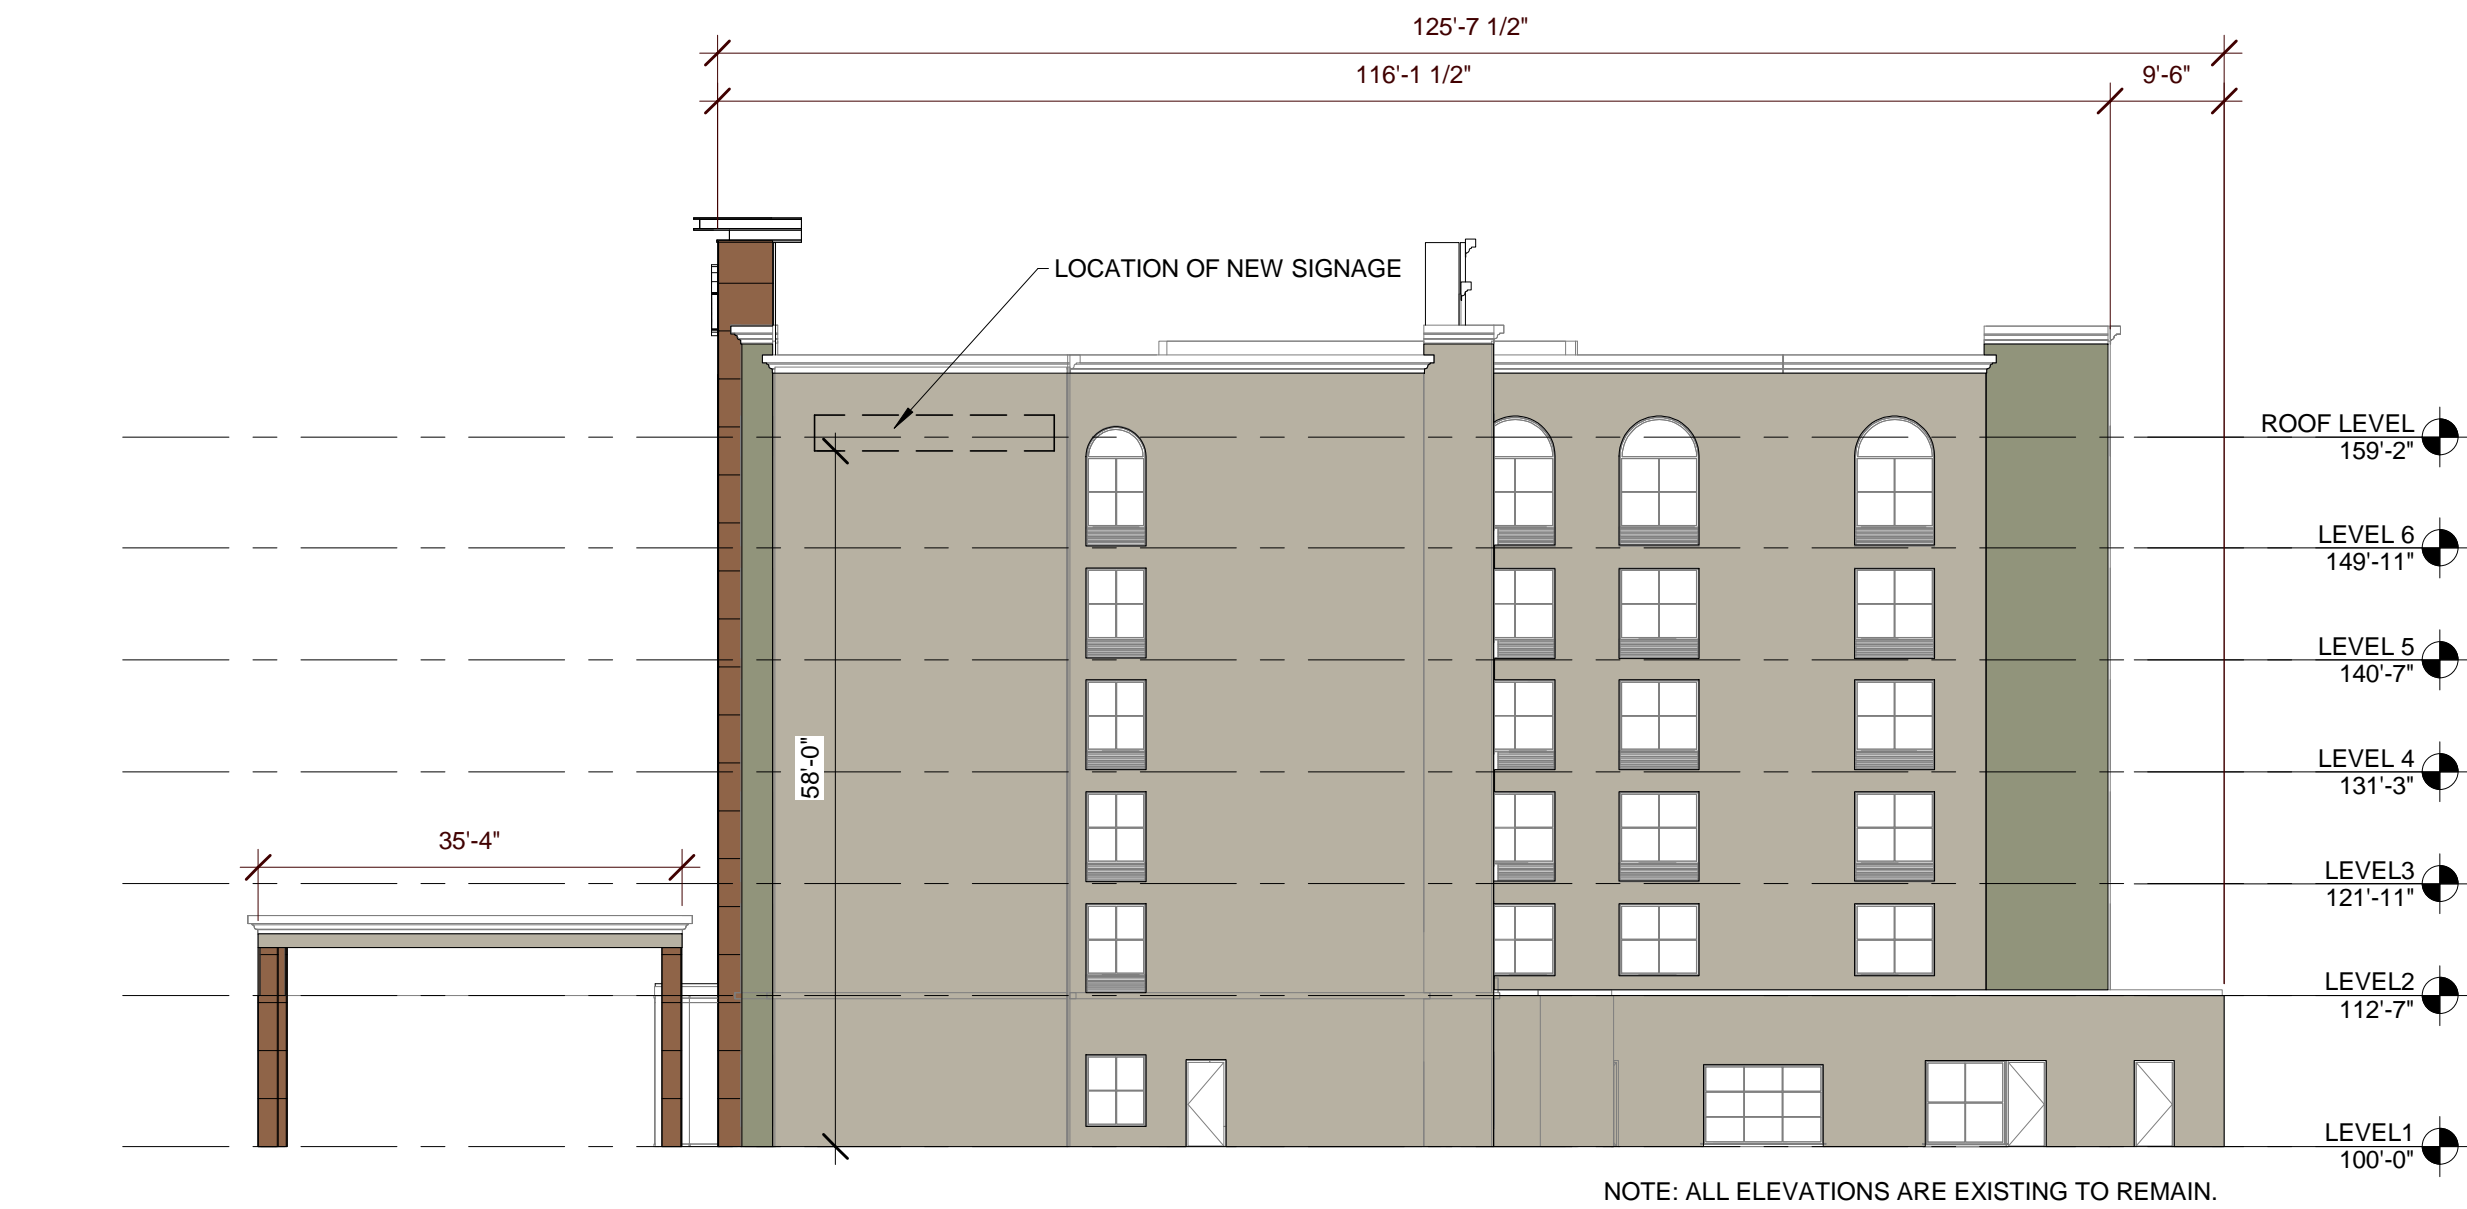 125'-7 1/2"
116'-1 1/2"
9'-6"
LOCATION OF NEW SIGNAGE
ROOF LEVEL
159'-2"
LEVEL 6
149'-11"
LEVEL 5
140'-7"
58'-0"
LEVEL 4
131'-3"
35'-4"
LEVEL3
121'-11"
LEVEL2
112'-7"
LEVEL1
100'-0"
NOTE: ALL ELEVATIONS ARE EXISTING TO REMAIN.